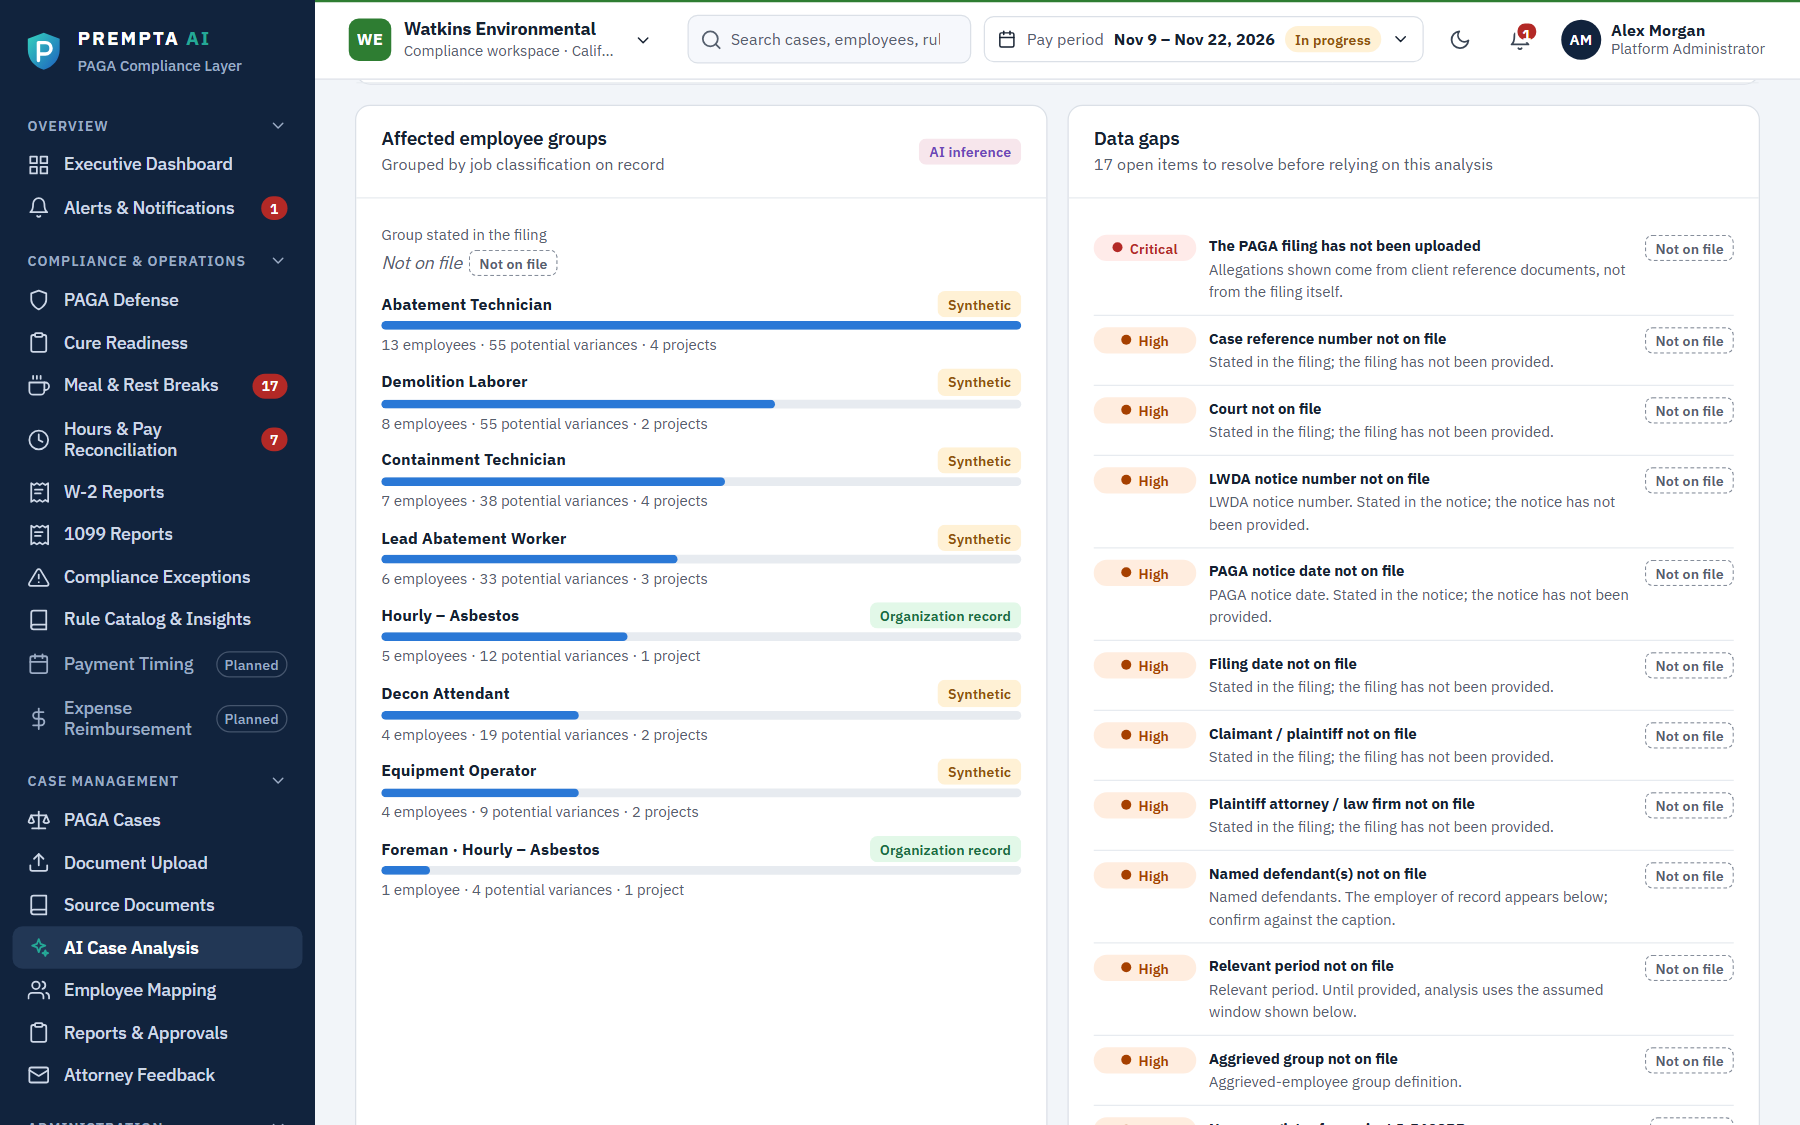 PREMPTA AI
PAGA Compliance Layer
OVERVIEW
Executive Dashboard
Alerts & Notifications
1
COMPLIANCE & OPERATIONS
PAGA Defense
Cure Readiness
Meal & Rest Breaks
17
Hours & Pay
Reconciliation
7
W-2 Reports
1099 Reports
Compliance Exceptions
Rule Catalog & Insights
Payment Timing
Planned
Expense
Reimbursement
Planned
CASE MANAGEMENT
PAGA Cases
Document Upload
Source Documents
AI Case Analysis
Employee Mapping
Reports & Approvals
Attorney Feedback
ADMINISTRATION
WE
Watkins Environmental
Compliance workspace · Calif...
Search cases, employees, rul
Pay period Nov 9 – Nov 22, 2026 In progress
1
AM
Alex Morgan
Platform Administrator
Affected employee groups
Grouped by job classification on record
AI inference
Group stated in the filing
Not on file Not on file
Abatement Technician
Synthetic
13 employees · 55 potential variances · 4 projects
Demolition Laborer
Synthetic
8 employees · 55 potential variances · 2 projects
Containment Technician
Synthetic
7 employees · 38 potential variances · 4 projects
Lead Abatement Worker
Synthetic
6 employees · 33 potential variances · 3 projects
Hourly – Asbestos
Organization record
5 employees · 12 potential variances · 1 project
Decon Attendant
Synthetic
4 employees · 19 potential variances · 2 projects
Equipment Operator
Synthetic
4 employees · 9 potential variances · 2 projects
Foreman · Hourly – Asbestos
Organization record
1 employee · 4 potential variances · 1 project
Data gaps
17 open items to resolve before relying on this analysis
Critical
The PAGA filing has not been uploaded
Allegations shown come from client reference documents, not
from the filing itself.
Not on file
High
Case reference number not on file
Stated in the filing; the filing has not been provided.
Not on file
High
Court not on file
Stated in the filing; the filing has not been provided.
Not on file
High
LWDA notice number not on file
LWDA notice number. Stated in the notice; the notice has not
been provided.
Not on file
High
PAGA notice date not on file
PAGA notice date. Stated in the notice; the notice has not been
provided.
Not on file
High
Filing date not on file
Stated in the filing; the filing has not been provided.
Not on file
High
Claimant / plaintiff not on file
Stated in the filing; the filing has not been provided.
Not on file
High
Plaintiff attorney / law firm not on file
Stated in the filing; the filing has not been provided.
Not on file
High
Named defendant(s) not on file
Named defendants. The employer of record appears below;
confirm against the caption.
Not on file
High
Relevant period not on file
Relevant period. Until provided, analysis uses the assumed
window shown below.
Not on file
High
Aggrieved group not on file
Aggrieved-employee group definition.
Not on file